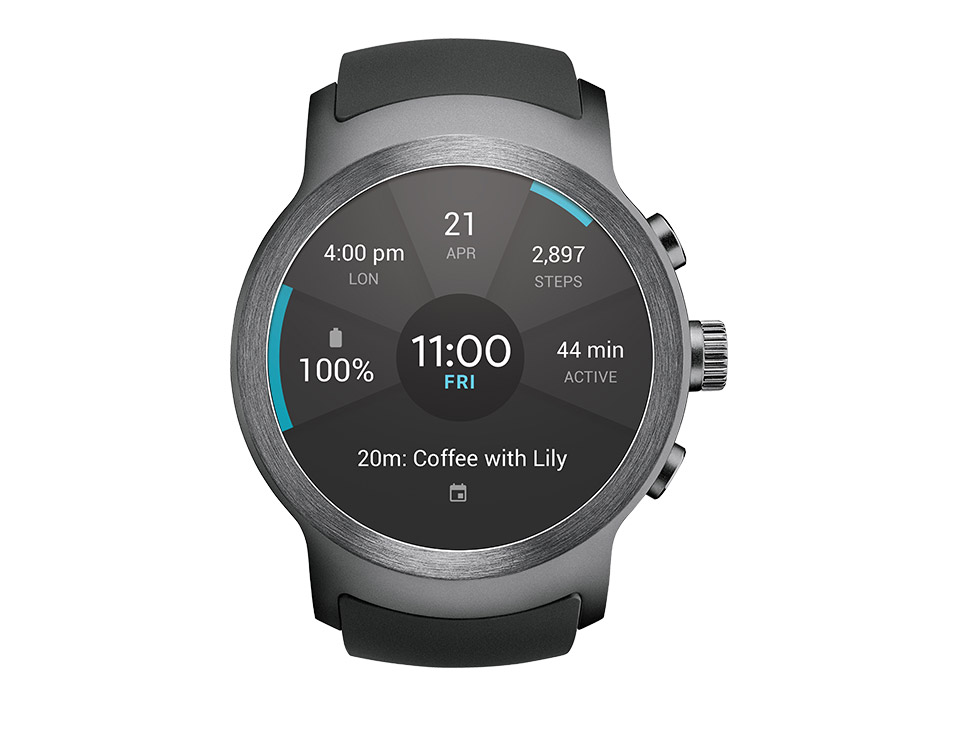 21
APR
4:00 pm
LON
2,897
STEPS
100%
11:00
FRI
44 min
ACTIVE
20m: Coffee with Lily